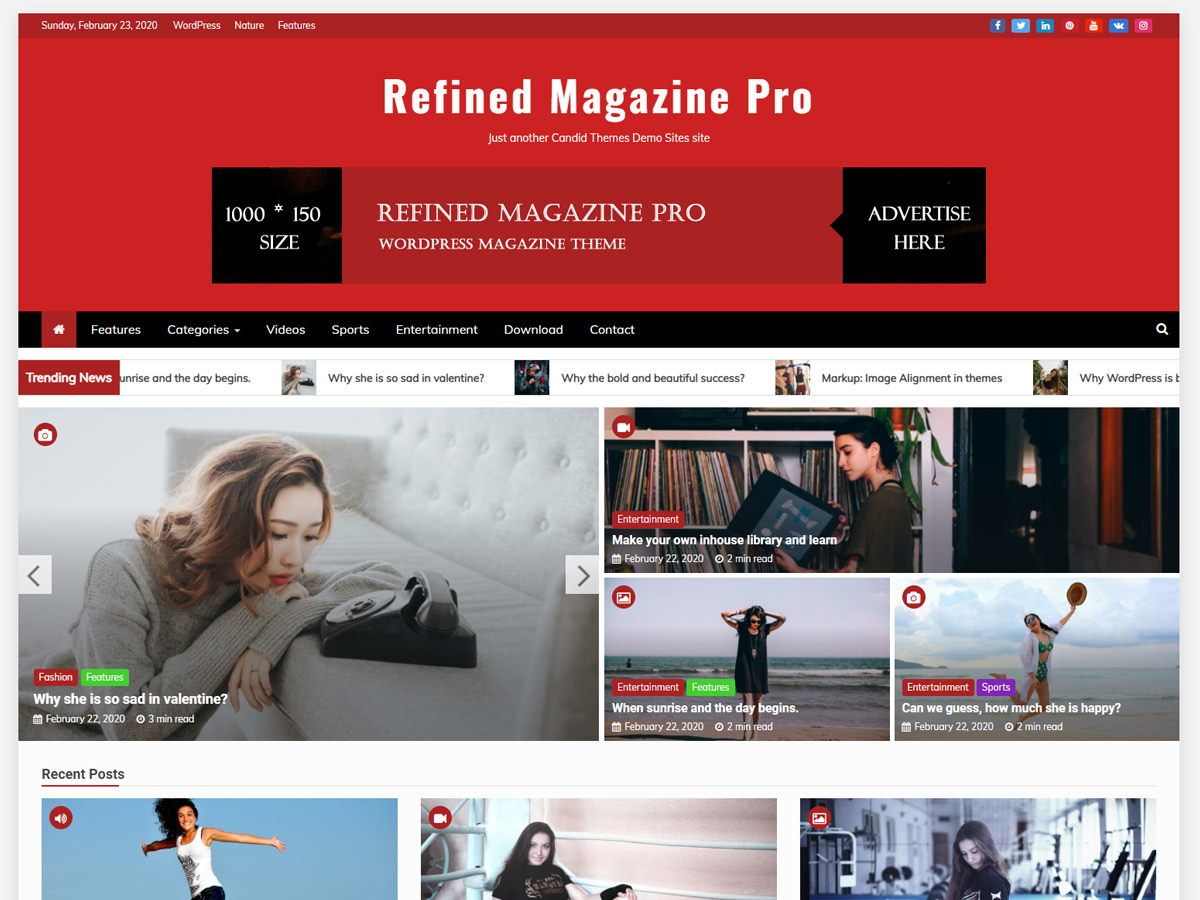 Sunday, February 23, 2020 WordPress Nature Features
Refined Magazine Pro
Just another Candid Themes Demo Sites site
1000 * 150
SIZE
REFINED MAGAZINE PRO
WORDPRESS MAGAZINE THEME
ADVERTISE
HERE
Features Categories Videos Sports Entertainment Download Contact
Trending News unrise and the day begins. Why she is so sad in valentine? Why the bold and beautiful success? Markup: Image Alignment in themes Why WordPress is b
Fashion Features
Why she is so sad in valentine?
February 22, 2020 3 min read
Entertainment
Make your own inhouse library and learn
February 22, 2020 2 min read
Entertainment Features
When sunrise and the day begins.
February 22, 2020 2 min read
Entertainment Sports
Can we guess, how much she is happy?
February 22, 2020 2 min read
Recent Posts